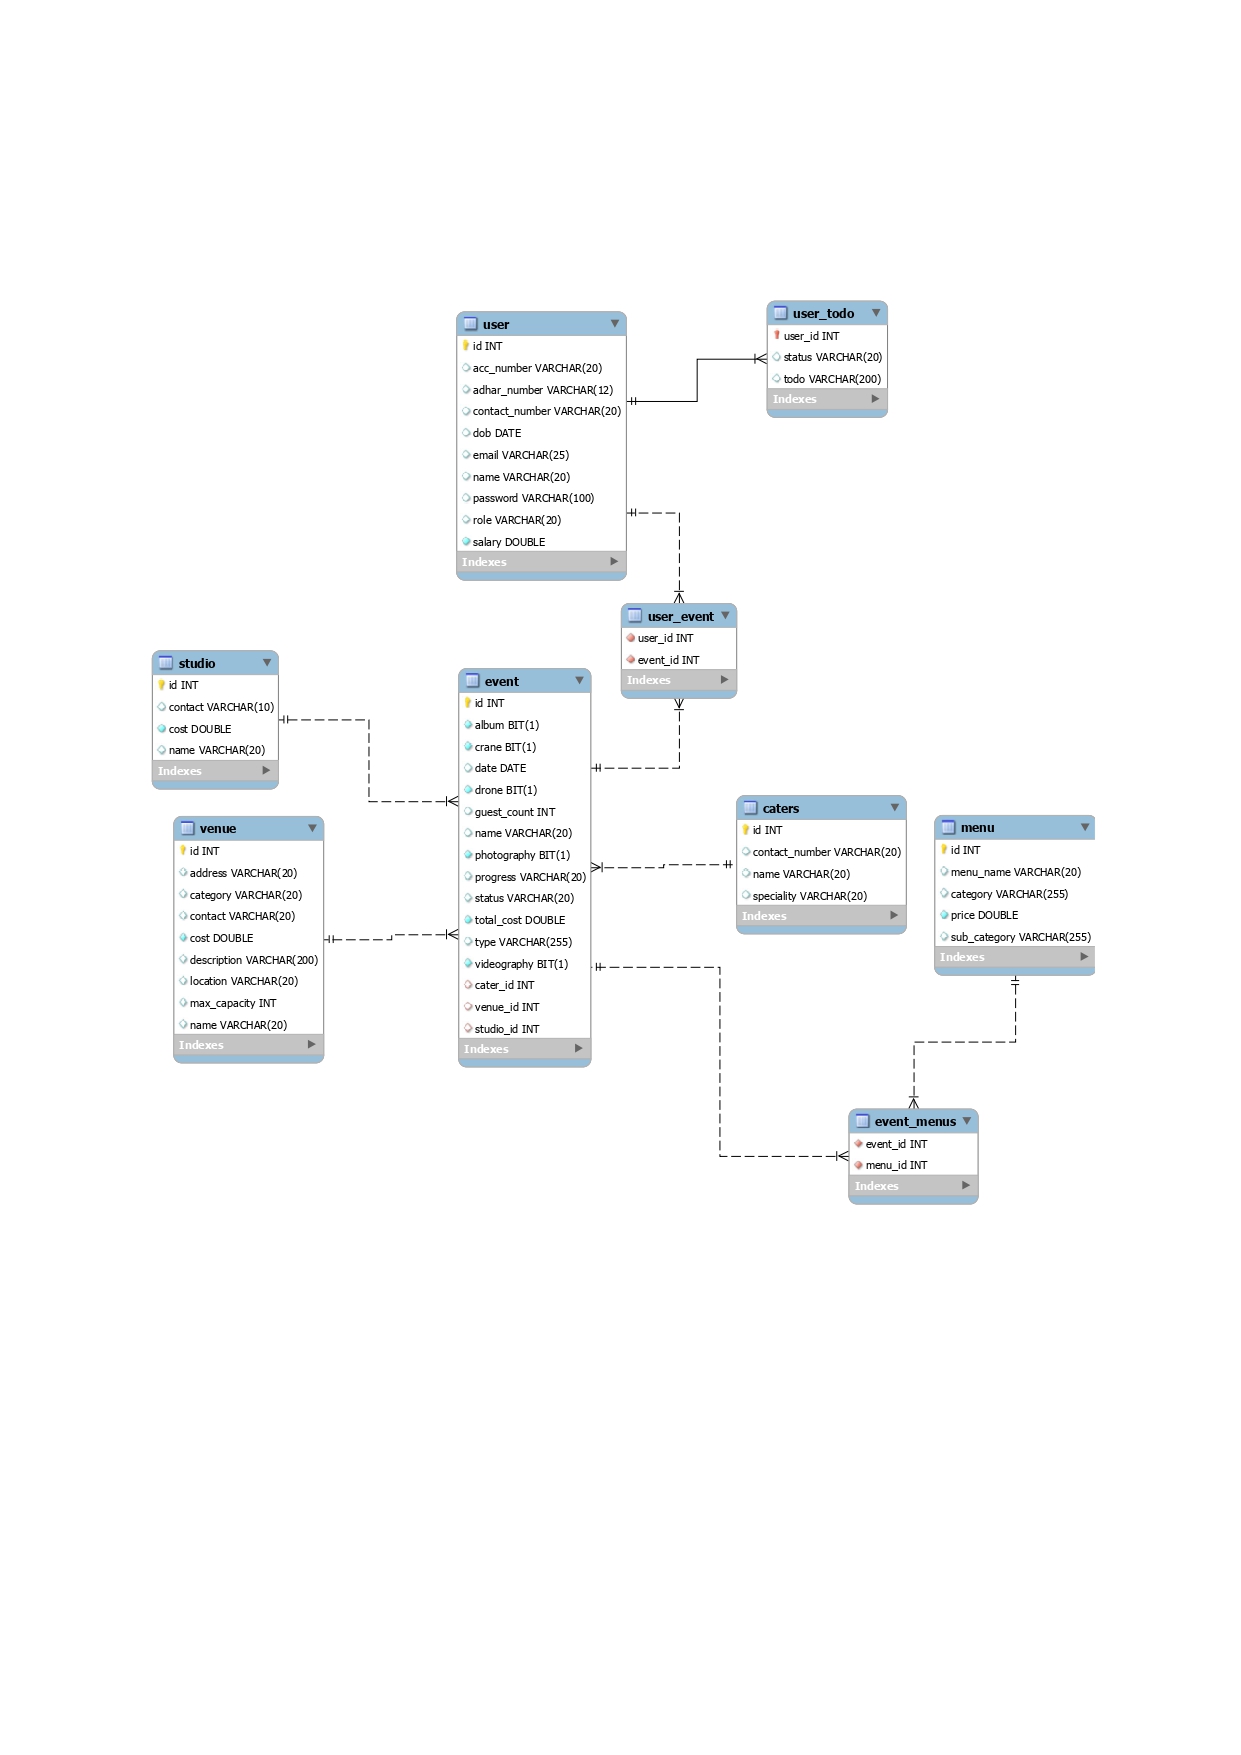 user
id INT
acc_number VARCHAR(20)
adhar_number VARCHAR(12)
contact_number VARCHAR(20)
dob DATE
email VARCHAR(25)
name VARCHAR(20)
password VARCHAR(100)
role VARCHAR(20)
salary DOUBLE
Indexes
user_todo
user_id INT
status VARCHAR(20)
todo VARCHAR(200)
Indexes
user_event
user_id INT
event_id INT
Indexes
studio
id INT
contact VARCHAR(10)
cost DOUBLE
name VARCHAR(20)
Indexes
venue
id INT
address VARCHAR(20)
category VARCHAR(20)
contact VARCHAR(20)
cost DOUBLE
description VARCHAR(200)
location VARCHAR(20)
max_capacity INT
name VARCHAR(20)
Indexes
event
id INT
album BIT(1)
crane BIT(1)
date DATE
drone BIT(1)
guest_count INT
name VARCHAR(20)
photography BIT(1)
progress VARCHAR(20)
status VARCHAR(20)
total_cost DOUBLE
type VARCHAR(255)
videography BIT(1)
cater_id INT
venue_id INT
studio_id INT
Indexes
caters
id INT
contact_number VARCHAR(20)
name VARCHAR(20)
speciality VARCHAR(20)
Indexes
menu
id INT
menu_name VARCHAR(20)
category VARCHAR(255)
price DOUBLE
sub_category VARCHAR(255)
Indexes
event_menus
event_id INT
menu_id INT
Indexes